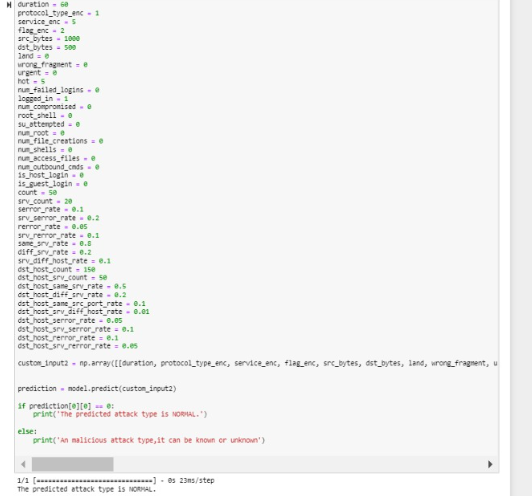 duration = 60
protocol_type_enc = 1
service_enc = 5
flag_enc = 2
src_bytes = 1000
dst_bytes = 500
land = 0
wrong_fragment = 0
urgent = 0
hot = 5
num_failed_logins = 0
logged_in = 1
num_compromised = 0
root_shell = 0
su_attempted = 0
num_root = 0
num_file_creations = 0
num_shells = 0
num_access_files = 0
num_outbound_cmds = 0
is_host_login = 0
is_guest_login = 0
count = 50
srv_count = 20
serror_rate = 0.1
srv_serror_rate = 0.2
rerror_rate = 0.05
srv_rerror_rate = 0.1
same_srv_rate = 0.8
diff_srv_rate = 0.2
srv_diff_host_rate = 0.1
dst_host_count = 150
dst_host_srv_count = 50
dst_host_same_srv_rate = 0.5
dst_host_diff_srv_rate = 0.2
dst_host_same_src_port_rate = 0.1
dst_host_srv_diff_host_rate = 0.01
dst_host_serror_rate = 0.05
dst_host_srv_serror_rate = 0.1
dst_host_rerror_rate = 0.1
dst_host_srv_rerror_rate = 0.05
custom_input2 = np.array([[duration, protocol_type_enc, service_enc, flag_enc, src_bytes, dst_bytes, land, wrong_fragment, u
prediction = model.predict(custom_input2)
if prediction[0][0] == 0:
print('The predicted attack type is NORMAL.')
else:
print('An malicious attack type,it can be known or unknown')
1/1 [==============================] - 0s 23ms/step
The predicted attack type is NORMAL.